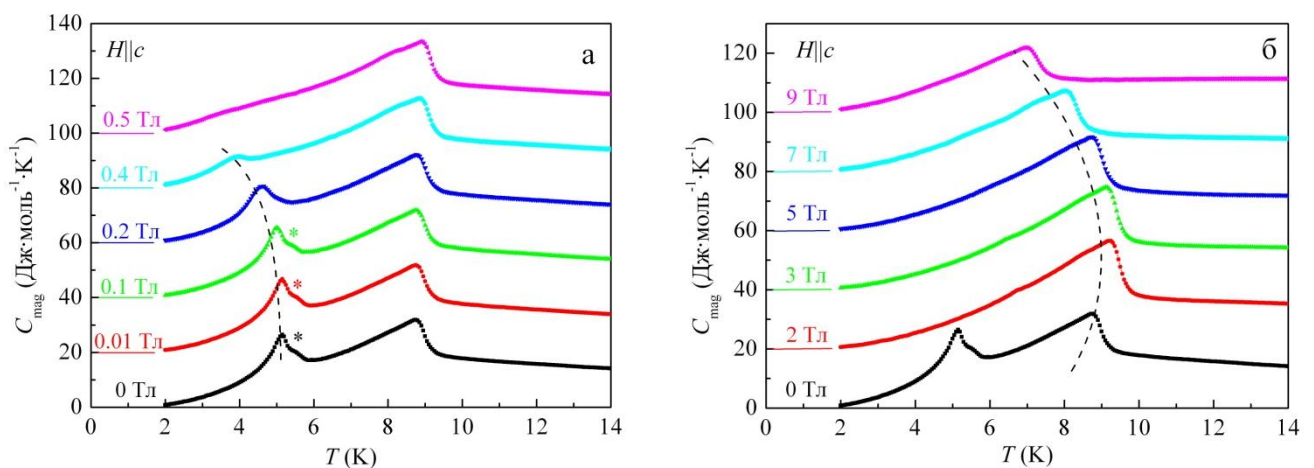 H||c
а
0.5 Тл
0.4 Тл
0.2 Тл
0.1 Тл
*
0.01 Тл
*
0 Тл
*
140
120
100
80
60
40
20
0
C_mag (Дж·моль⁻¹·K⁻¹)
0 2 4 6 8 10 12 14
T (K)
H||c
б
9 Тл
7 Тл
5 Тл
3 Тл
2 Тл
0 Тл
120
100
80
60
40
20
0
C_mag (Дж·моль⁻¹·K⁻¹)
0 2 4 6 8 10 12 14
T (K)